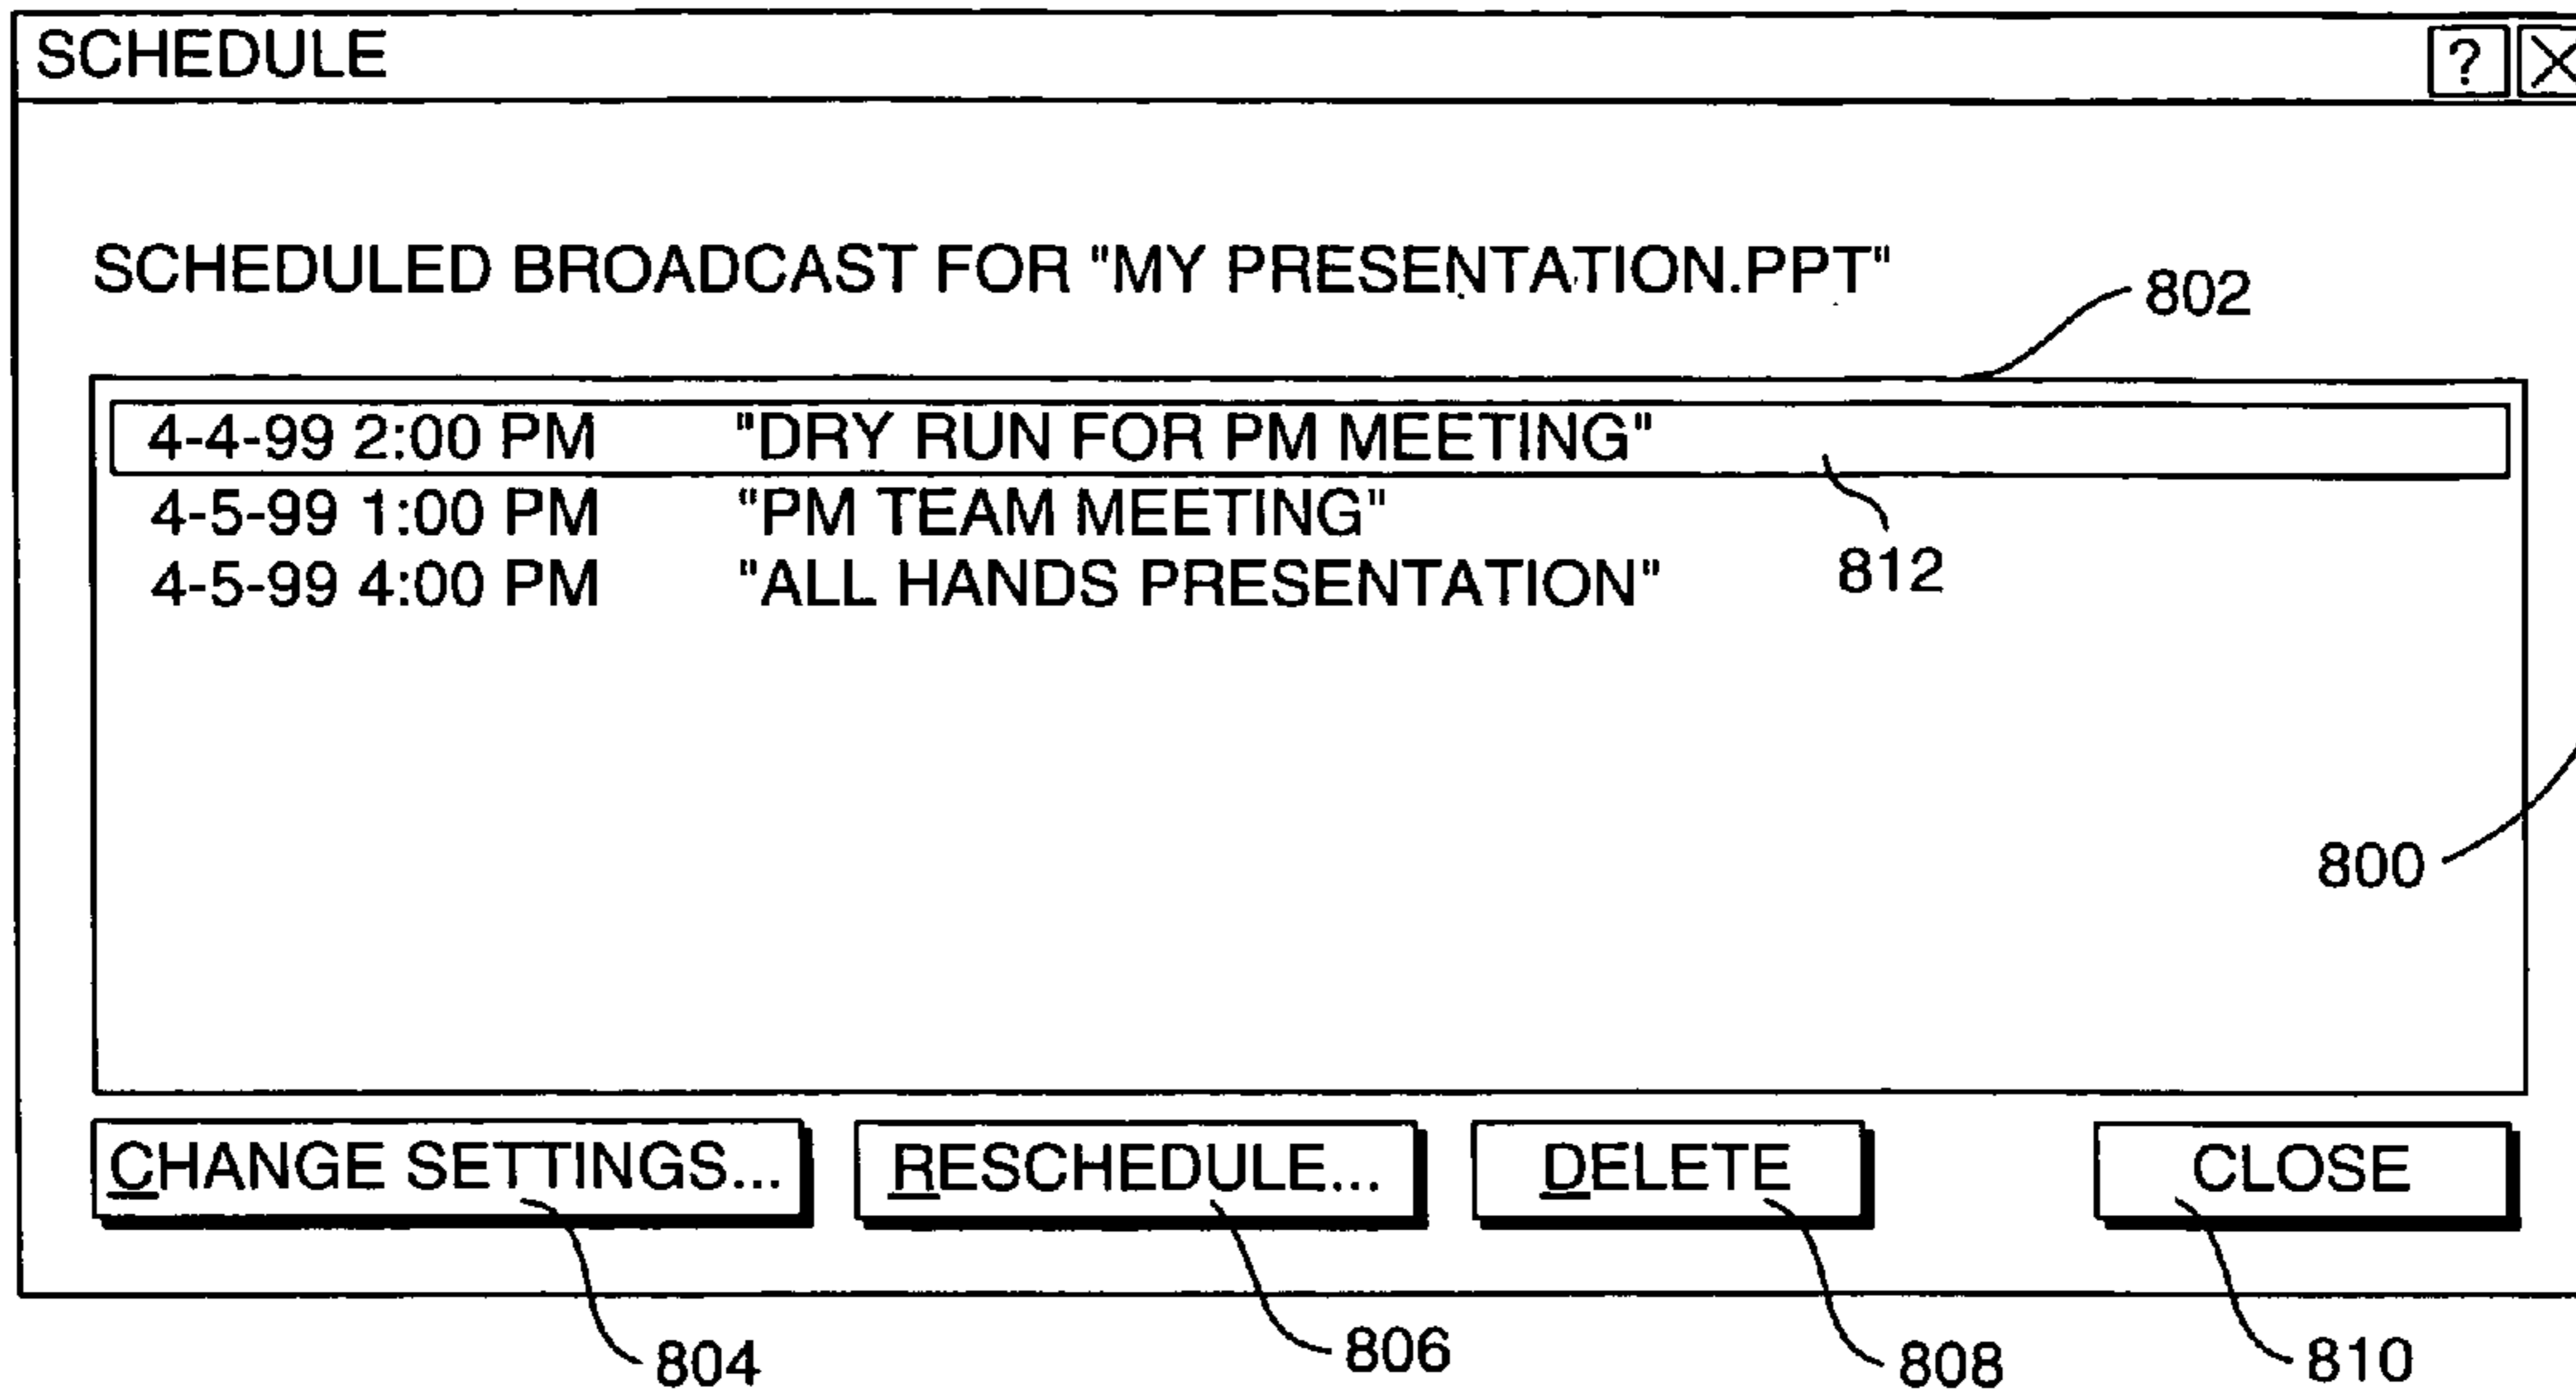 SCHEDULE ? X
SCHEDULED BROADCAST FOR "MY PRESENTATION.PPT"
802
4-4-99 2:00 PM "DRY RUN FOR PM MEETING"
4-5-99 1:00 PM "PM TEAM MEETING"
812
4-5-99 4:00 PM "ALL HANDS PRESENTATION"
800
CHANGE SETTINGS... RESCHEDULE... DELETE CLOSE
804 806 808 810